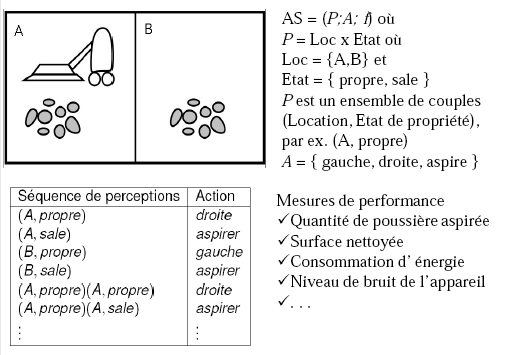 A
B
AS = (P;A; f) où
P = Loc x Etat où
Loc = {A,B} et
Etat = { propre, sale }
P est un ensemble de couples
(Location, Etat de propriété),
par ex. (A, propre)
A = { gauche, droite, aspire }
Séquence de perceptions Action
(A, propre) droite
(A, sale) aspirer
(B, propre) gauche
(B, sale) aspirer
(A, propre)(A, propre) droite
(A, propre)(A, sale) aspirer
⋮ ⋮
Mesures de performance
✓Quantité de poussière aspirée
✓Surface nettoyée
✓Consommation d’ énergie
✓Niveau de bruit de l’appareil
✓. . .